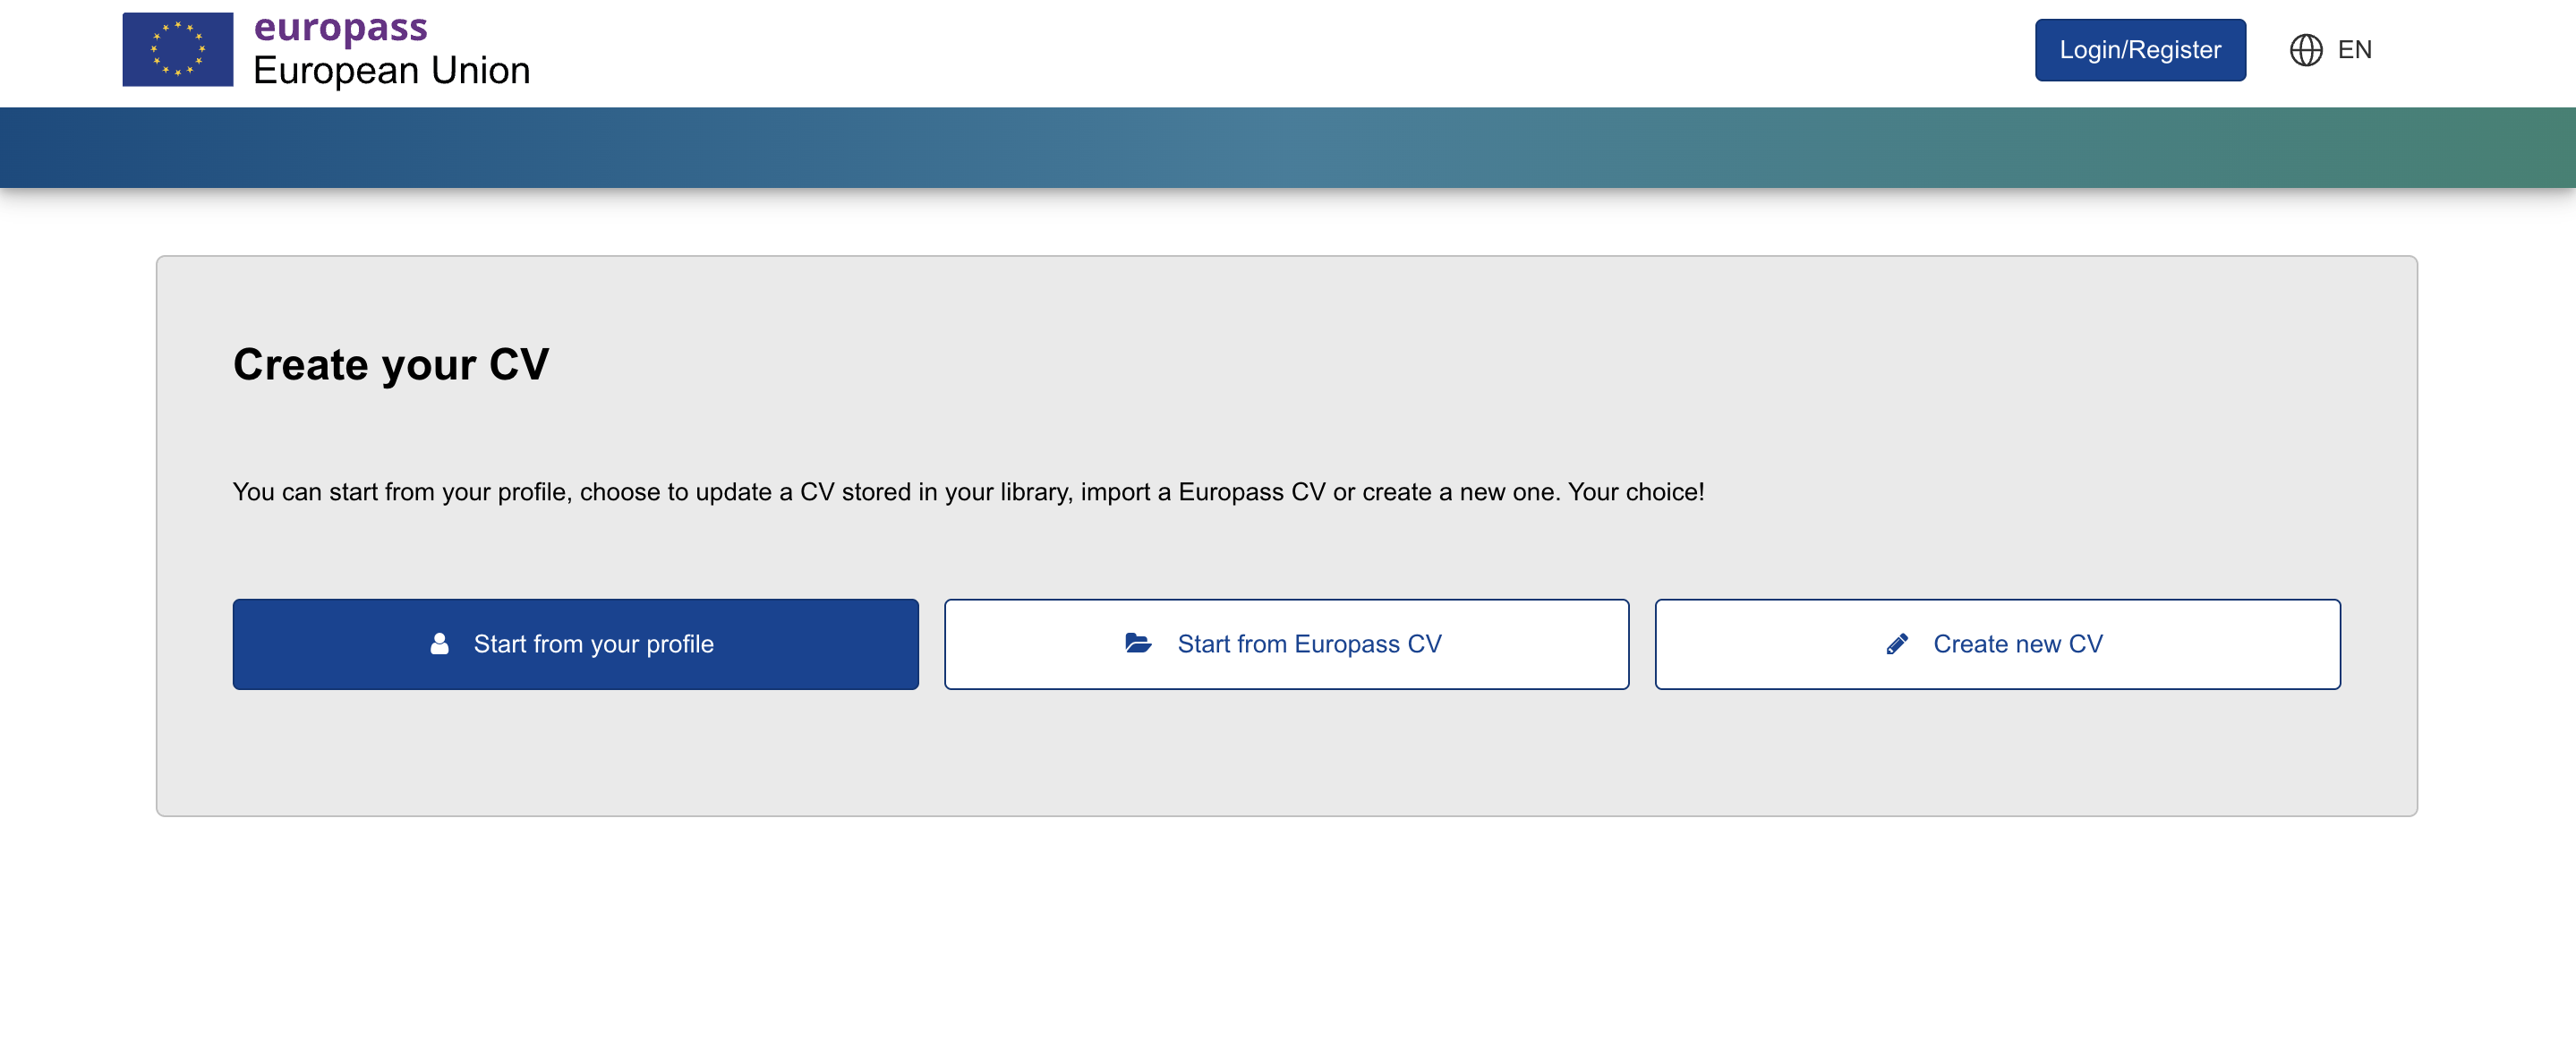 europass
European Union
Login/Register
EN
Create your CV
You can start from your profile, choose to update a CV stored in your library, import a Europass CV or create a new one. Your choice!
Start from your profile
Start from Europass CV
Create new CV